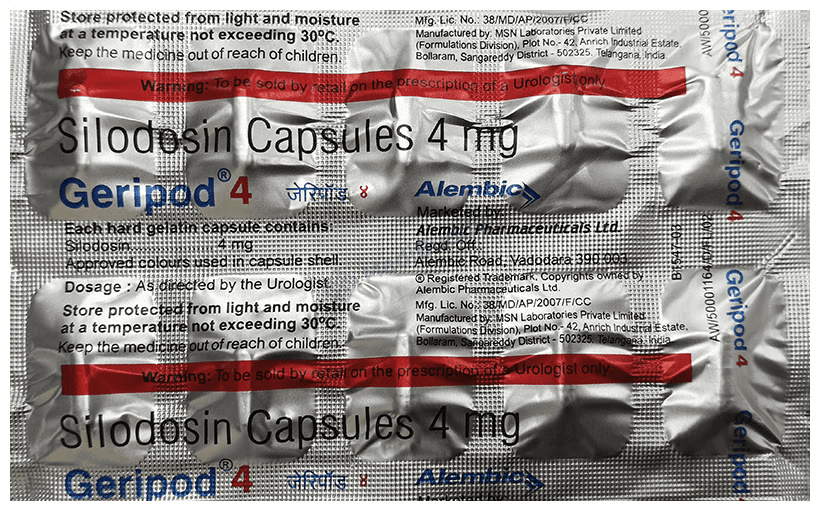 Store protected from light and moisture
at a temperature not exceeding 30ºC.
Keep the medicine out of reach of children.
Mfg. Lic. No.: 38/MD/AP/2007/F/CC
Manufactured by: MSN Laboratories Private Limited
(Formulations Division), Plot No.- 42, Anrich Industrial Estate,
Bollaram, Sangareddy District - 502325. Telangana, India.
Warning: To be sold by retail on the prescription of a Urologist only
Silodosin Capsules 4 mg
Geripod® 4 जेरिपॉड ४ Alembic
Each hard gelatin capsule contains:
Silodosin..................4 mg
Approved colours used in capsule shell.
Dosage : As directed by the Urologist.
Store protected from light and moisture
at a temperature not exceeding 30ºC.
Keep the medicine out of reach of children.
Marketed by:
Alembic Pharmaceuticals Ltd.
Regd. Off.:
Alembic Road, Vadodara 390 003
® Registered Trademark. Copyrights owned by
Alembic Pharmaceuticals Ltd.
Mfg. Lic. No.: 38/MD/AP/2007/F/CC
Manufactured by: MSN Laboratories Private Limited
(Formulations Division), Plot No.- 42, Anrich Industrial Estate,
Bollaram, Sangareddy District - 502325. Telangana, India.
Warning: To be sold by retail on the prescription of a Urologist only
Silodosin Capsules 4 mg
Geripod® 4 जेरिपॉड ४ Alembic
AW/5000
eripod 4
Geripod 4
Geripod 4
Geripod